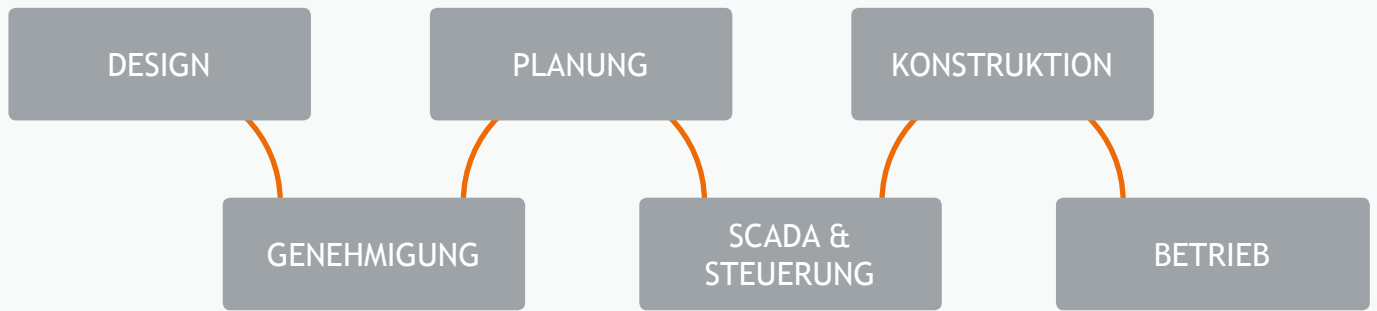 DESIGN
GENEHMIGUNG
PLANUNG
SCADA &
STEUERUNG
KONSTRUKTION
BETRIEB